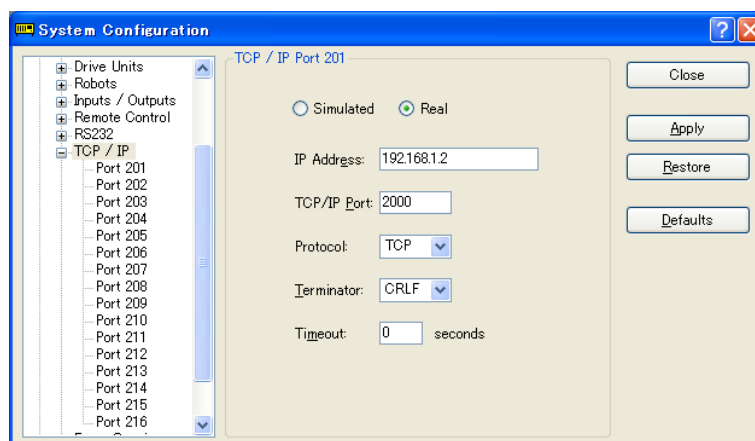 System Configuration
Drive Units
Robots
Inputs / Outputs
Remote Control
RS232
TCP / IP
Port 201
Port 202
Port 203
Port 204
Port 205
Port 206
Port 207
Port 208
Port 209
Port 210
Port 211
Port 212
Port 213
Port 214
Port 215
Port 216
TCP / IP Port 201
Simulated Real
IP Address: 192.168.1.2
TCP/IP Port: 2000
Protocol: TCP
Terminator: CRLF
Timeout: 0 seconds
Close
Apply
Restore
Defaults